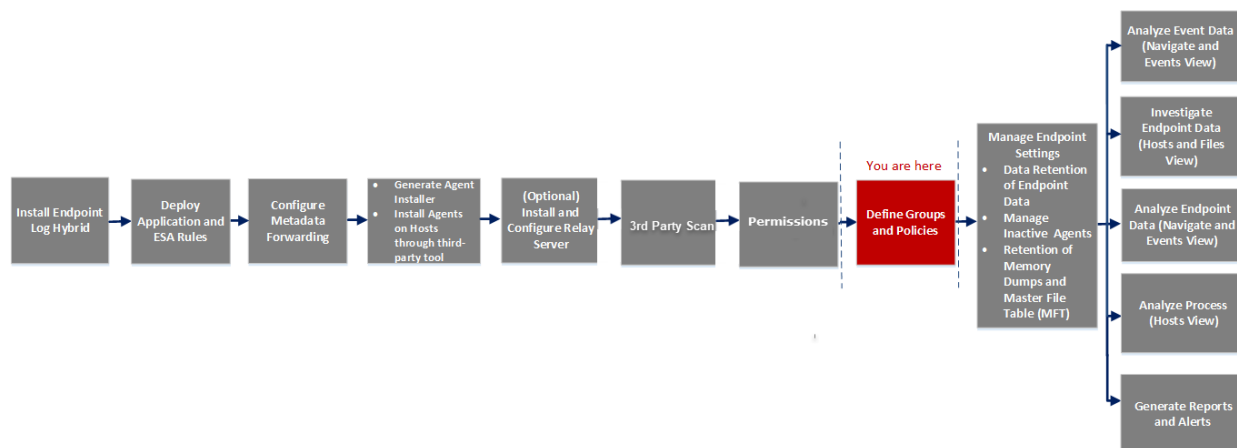 Install Endpoint
Log Hybrid
Deploy
Application and
ESA Rules
Configure
Metadata
Forwarding
• Generate Agent
Installer
• Install Agents
on Hosts
through third-
party tool
(Optional)
Install and
Configure Relay
Server
3rd Party Scan
Permissions
You are here
Define Groups
and Policies
Manage Endpoint
Settings
• Data Retention
of Endpoint
Data
• Manage
Inactive Agents
• Retention of
Memory
Dumps and
Master File
Table (MFT)
Analyze Event Data
(Navigate and
Events View)
Investigate
Endpoint Data
(Hosts and Files
View)
Analyze Endpoint
Data (Navigate and
Events View)
Analyze Process
(Hosts View)
Generate Reports
and Alerts